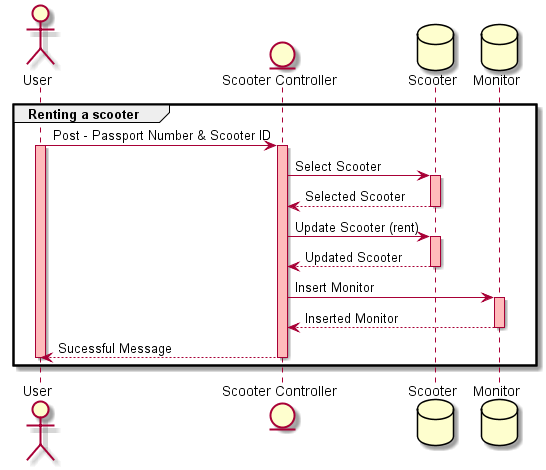 User
Scooter Controller
Scooter
Monitor
Renting a scooter
Post - Passport Number & Scooter ID
Select Scooter
Selected Scooter
Update Scooter (rent)
Updated Scooter
Insert Monitor
Inserted Monitor
Sucessful Message
User
Scooter Controller
Scooter
Monitor